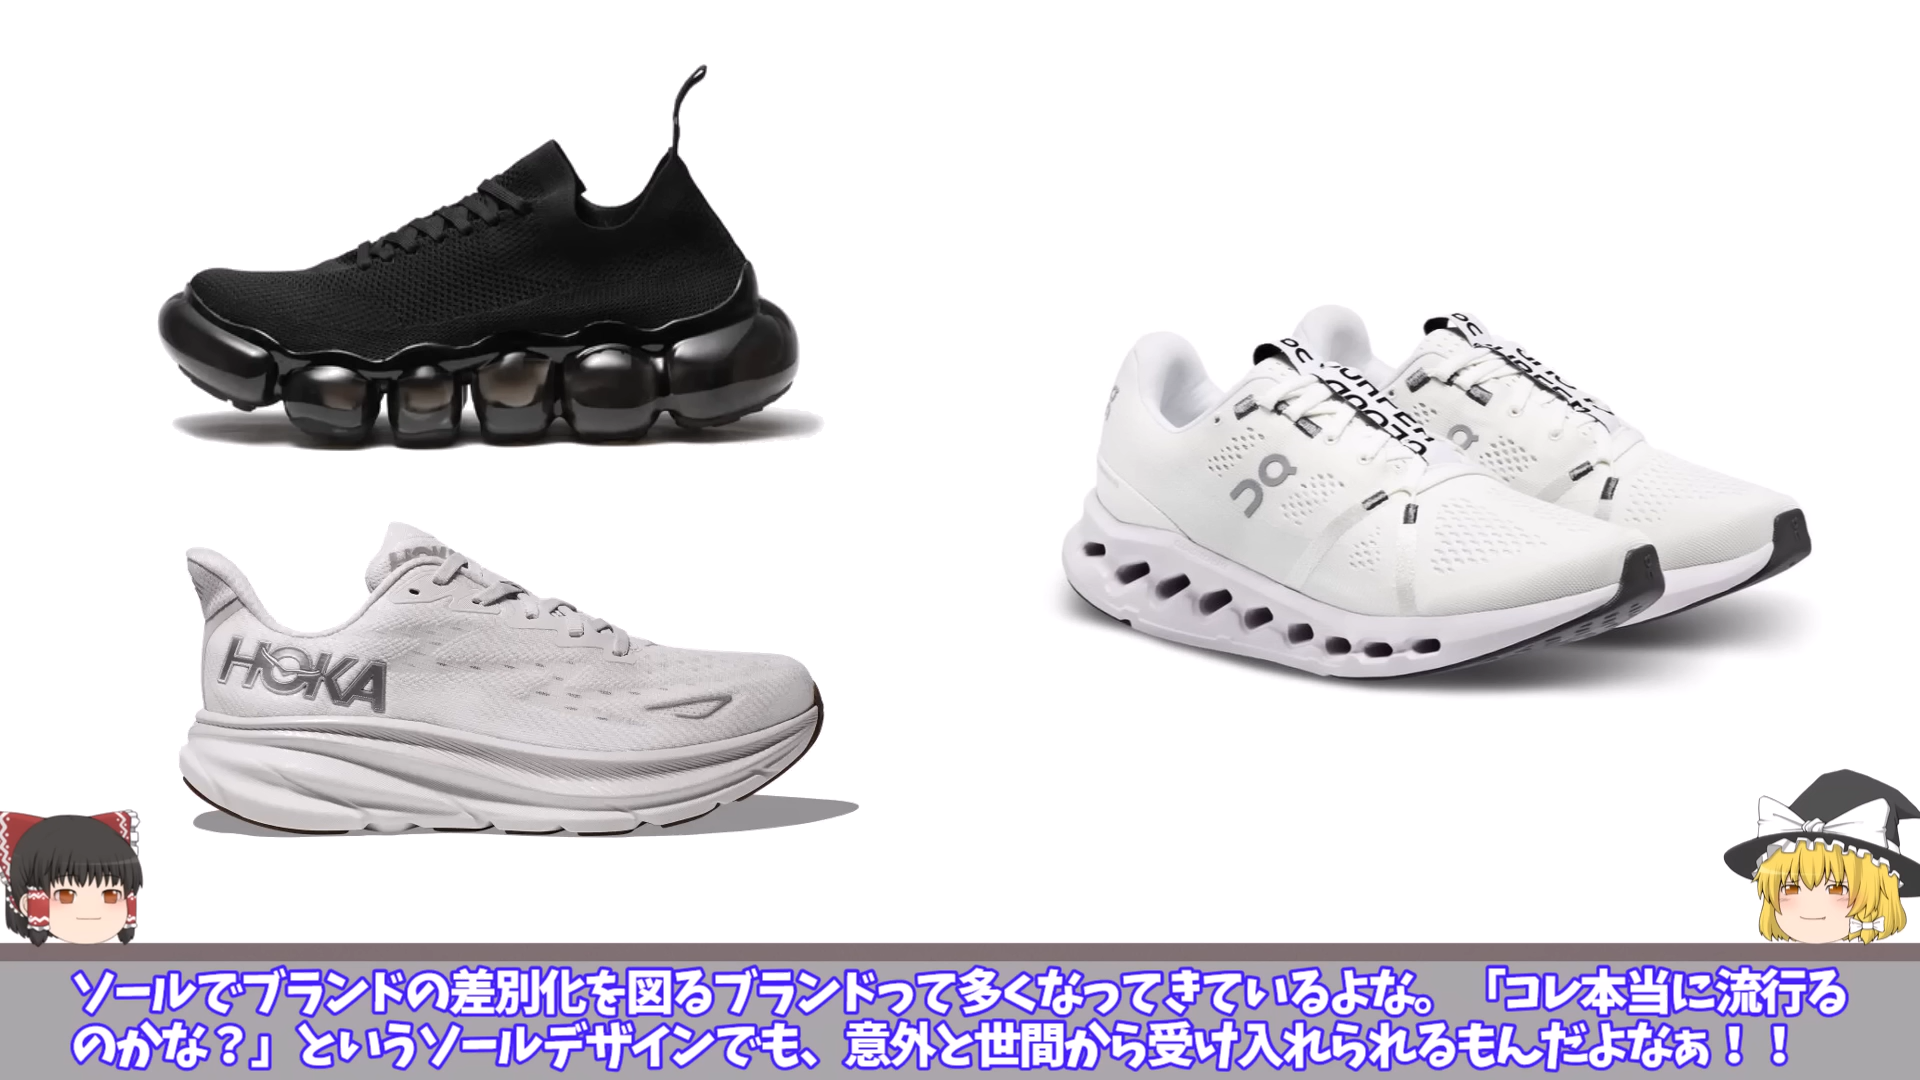 HOKA
ソールでブランドの差別化を図るブランドって多くなってきているよな。「コレ本当に流行る
のかな？」というソールデザインでも、意外と世間から受け入れられるもんだよなぁ！！